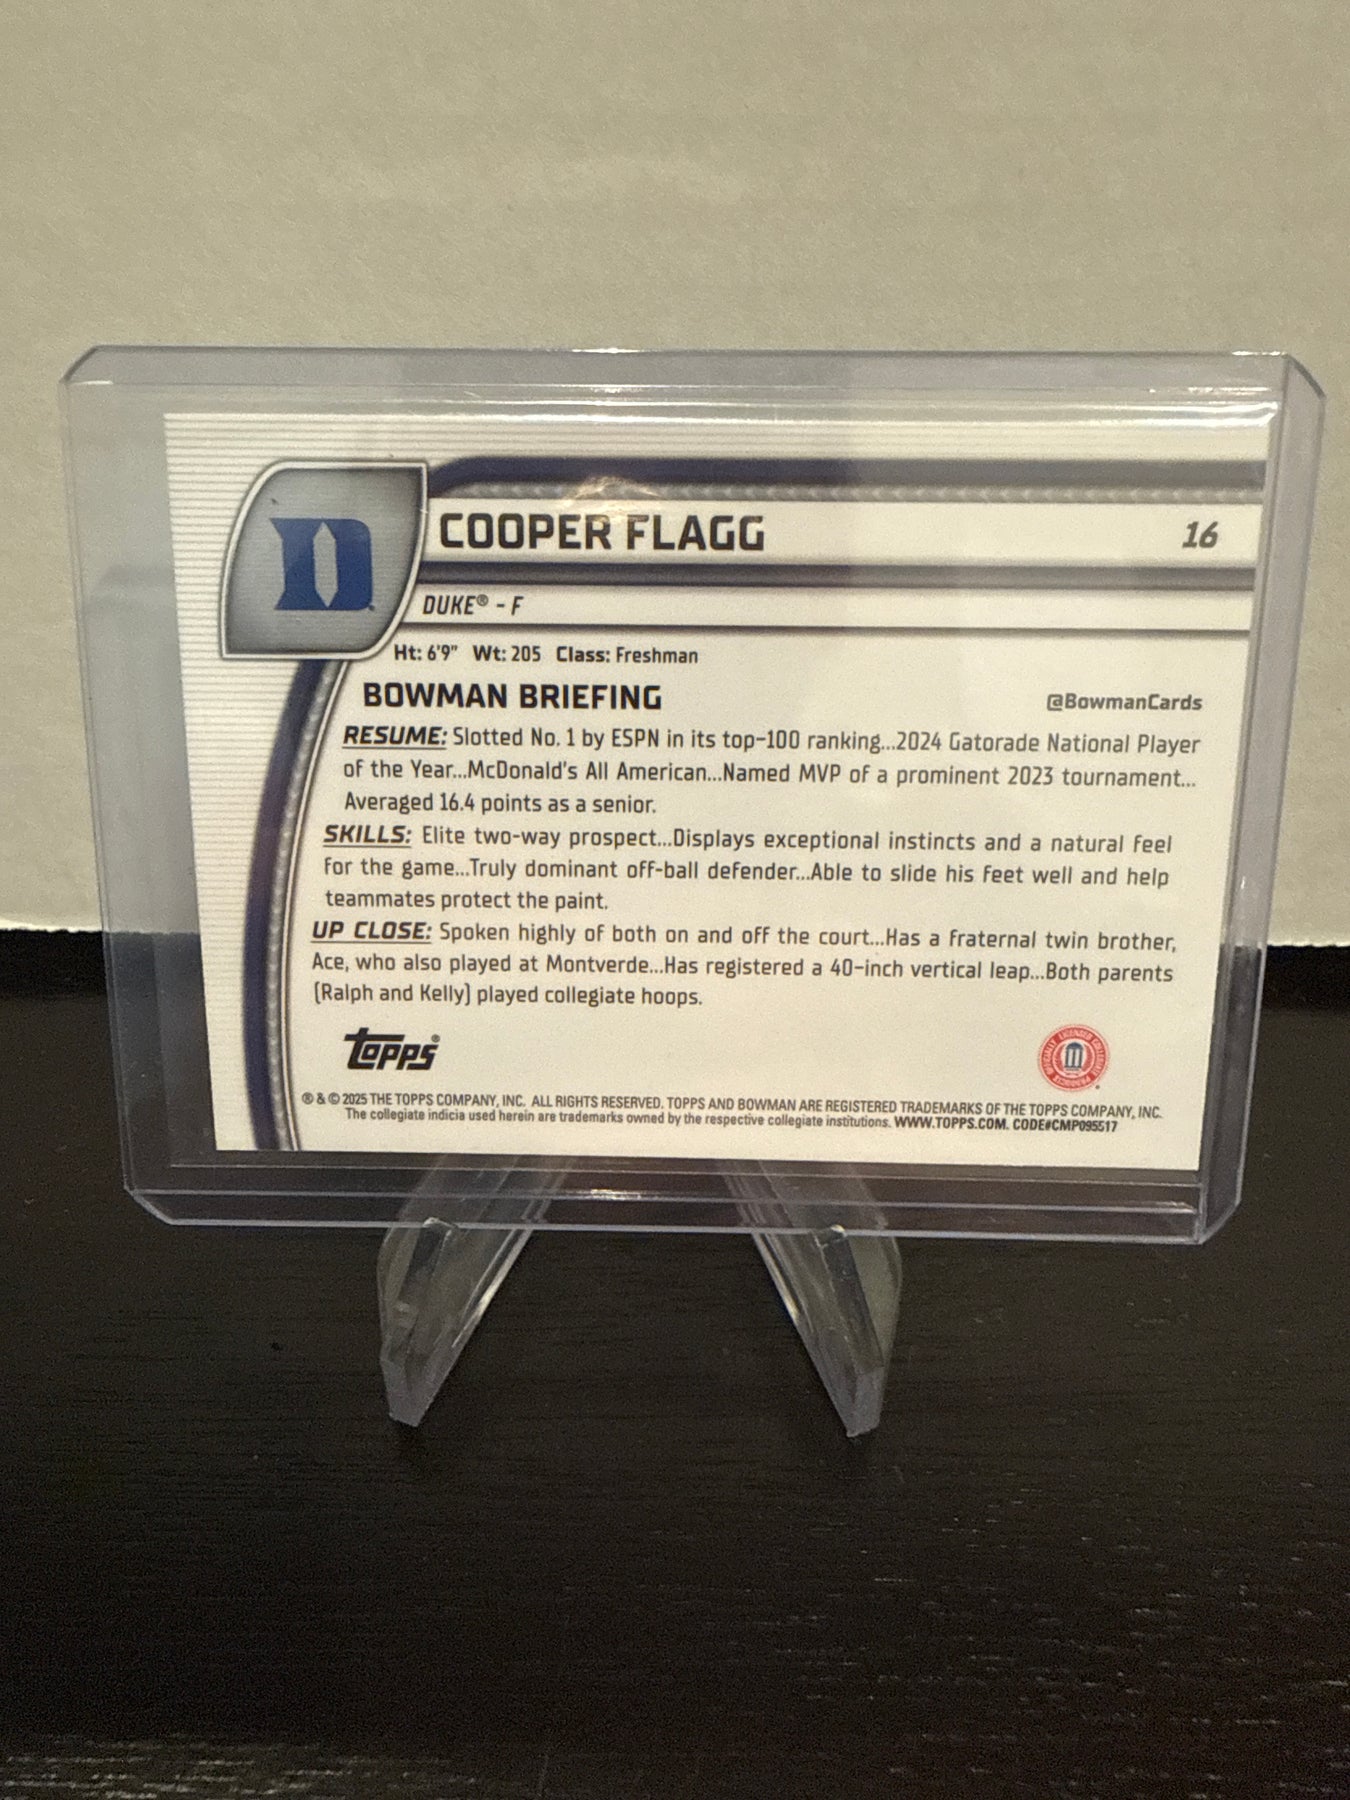 D
COOPER FLAGG
16
DUKE® - F
Ht: 6'9" Wt: 205 Class: Freshman
BOWMAN BRIEFING
@BowmanCards
RESUME: Slotted No. 1 by ESPN in its top-100 ranking...2024 Gatorade National Player
of the Year...McDonald's All American...Named MVP of a prominent 2023 tournament...
Averaged 16.4 points as a senior.
SKILLS: Elite two-way prospect...Displays exceptional instincts and a natural feel
for the game...Truly dominant off-ball defender...Able to slide his feet well and help
teammates protect the paint.
UP CLOSE: Spoken highly of both on and off the court...Has a fraternal twin brother,
Ace, who also played at Montverde...Has registered a 40-inch vertical leap...Both parents
(Ralph and Kelly) played collegiate hoops.
Topps®
OFFICIALLY LICENSED COLLEGIATE PRODUCTS
® & © 2025 THE TOPPS COMPANY, INC. ALL RIGHTS RESERVED. TOPPS AND BOWMAN ARE REGISTERED TRADEMARKS OF THE TOPPS COMPANY, INC.
The collegiate indicia used herein are trademarks owned by the respective collegiate institutions. WWW.TOPPS.COM. CODE#CMP095517